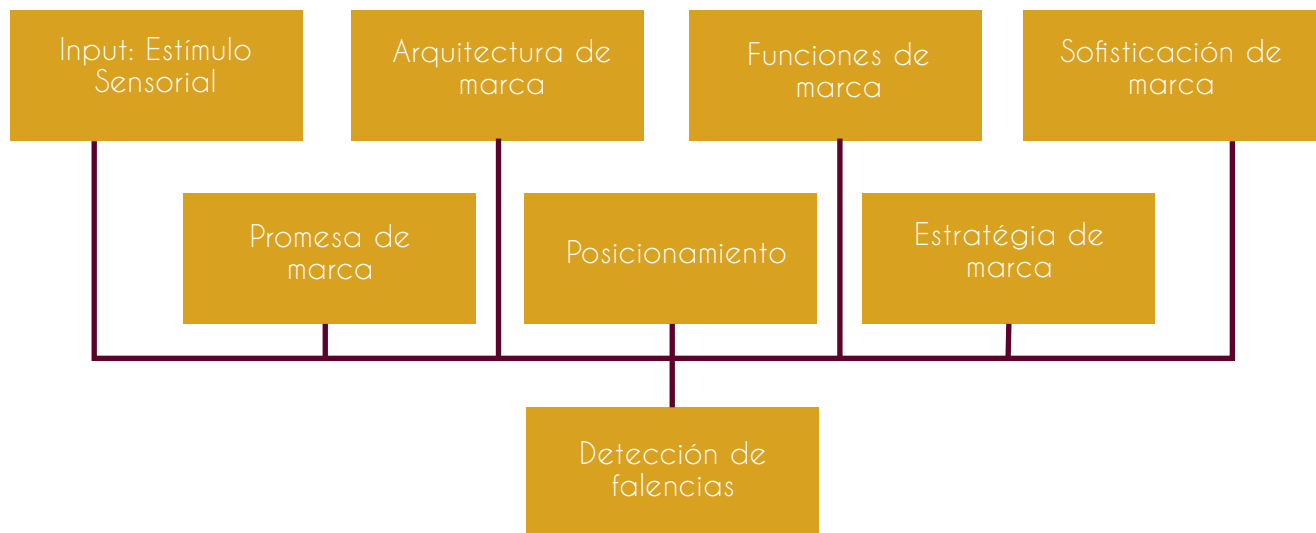 Input: Estímulo
Sensorial
Arquitectura de
marca
Funciones de
marca
Sofisticación de
marca
Promesa de
marca
Posicionamiento
Estratégia de
marca
Detección de
falencias